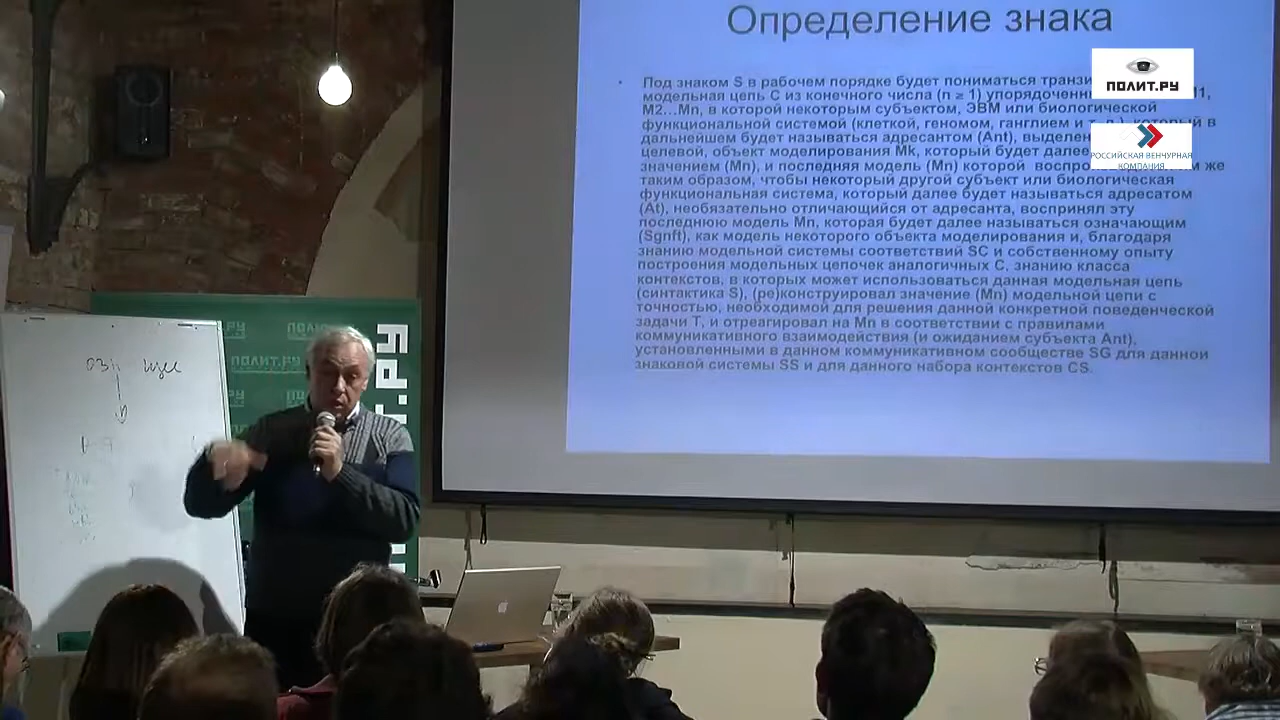 Определение знака
Под знаком S в рабочем порядке будет пониматься
модельная цепь С из конечного числа (n ≥ 1) М1,
М2...Мn, в которой некоторым субъектом, ЭВМ или биологической
функциональной системой (клеткой, геномом, ганглием и в
дальнейшем будет называться адресантом (Ant),
целевой, объект моделирования Mk, который будет далее
значением (Mn), и последняя модель (Mn) которой же
таким образом, чтобы некоторый другой субъект или биологическая
функциональная система, который далее будет называться адресатом
(At), необязательно отличающийся от адресанта, воспринял эту
последнюю модель Mn, которая будет далее называться означающим
(Sgnft), как модель некоторого объекта моделирования и, благодаря
знанию модельной системы соответствий SC и собственному опыту
построения модельных цепочек аналогичных С, знанию класса
контекстов, в которых может использоваться данная модельная цепь
(синтактика S), (ре)конструировал значение (Mn) модельной цепи с
точностью, необходимой для решения данной конкретной поведенческой
задачи Т, и отреагировал на Mn в соответствии с правилами
коммуникативного взаимодействия (и ожиданием субъекта Ant),
установленными в данном коммуникативном сообществе SG для данной
знаковой системы SS и для данного набора контекстов CS.
ПОЛИТ.РУ
РОССИЙСКАЯ ВЕНЧУРНАЯ
КОМПАНИЯ
ПОЛИТ.РУ